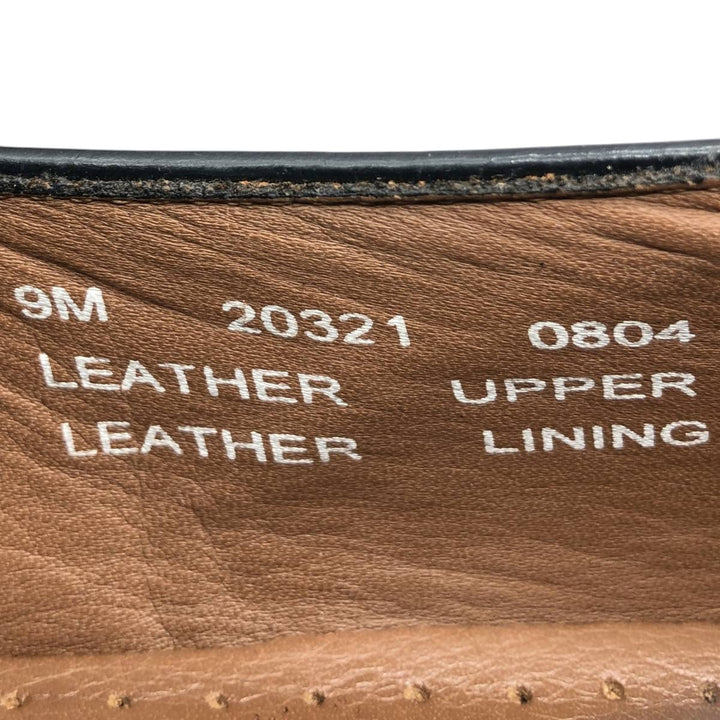 9M 20321 0804
LEATHER UPPER
LEATHER LINING